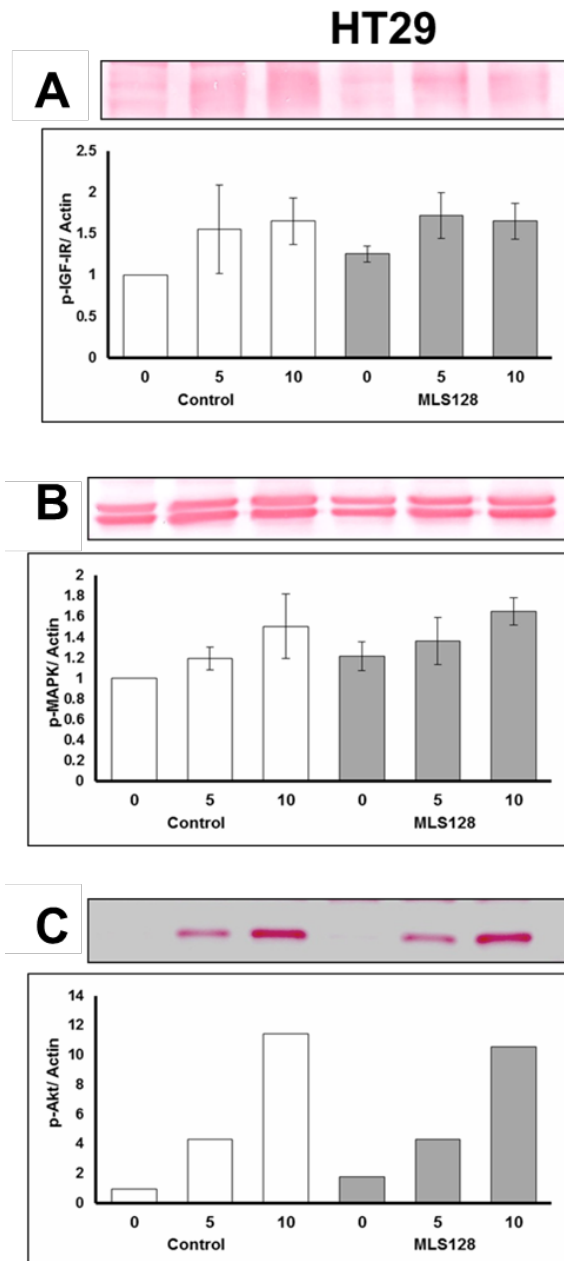 HT29
A
p-IGF-IR/ Actin
2.5
2
1.5
1
0.5
0
0 5 10 0 5 10
Control MLS128
B
p-MAPK/ Actin
2
1.8
1.6
1.4
1.2
1
0.8
0.6
0.4
0.2
0
0 5 10 0 5 10
Control MLS128
C
p-Akt/ Actin
14
12
10
8
6
4
2
0
0 5 10 0 5 10
Control MLS128